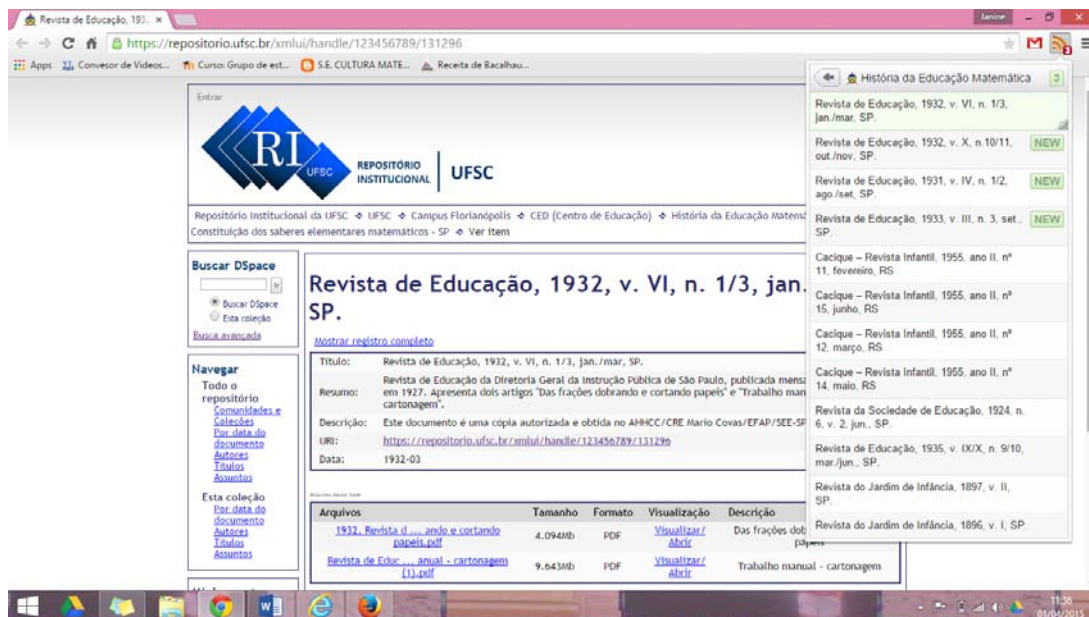 Revista de Educação, 193
Janine
https://repositorio.ufsc.br/xmlui/handle/123456789/131296
Apps
Convesor de Videos...
Curso: Grupo de est...
S.E. CULTURA MATE...
Receita de Bacalhau...
Entrar
RI
UFSC
REPOSITÓRIO
INSTITUCIONAL
UFSC
Repositório Institucional da UFSC UFSC Campus Florianópolis CED (Centro de Educação) História da Educação Matem
Constituição dos saberes elementares matemáticos - SP Ver item
Buscar DSpace
Buscar DSpace
Esta coleção
Busca avançada
Navegar
Todo o
repositório
Comunidades e
Coleções
Por data do
documento
Autores
Títulos
Assuntos
Esta coleção
Por data do
documento
Autores
Títulos
Assuntos
Revista de Educação, 1932, v. VI, n. 1/3, jan.
SP.
Mostrar registro completo
Título: Revista de Educação, 1932, v. VI, n. 1/3, jan./mar, SP.
Resumo: Revista de Educação da Diretoria Geral da Instrução Pública de São Paulo, publicada mensa
em 1927. Apresenta dois artigos "Das frações dobrando e cortando papeis" e "Trabalho man
cartonagem".
Descrição: Este documento é uma cópia autorizada e obtida no AHHCC/CRE Mario Covas/EFAP/SEE-SP
URI: https://repositorio.ufsc.br/xmlui/handle/123456789/131296
Data: 1932-03
Arquivos deste item
Arquivos Tamanho Formato Visualização Descrição
1932. Revista d ... ando e cortando
papeis.pdf
4.094Mb PDF Visualizar/
Abrir
Das frações dob
papeis
Revista de Educ ... anual - cartonagem
(1).pdf
9.643Mb PDF Visualizar/
Abrir
Trabalho manual - cartonagem
3
História da Educação Matemática 3
Revista de Educação, 1932, v. VI, n. 1/3,
jan./mar, SP.
Revista de Educação, 1932, v. X, n.10/11, NEW
out./nov, SP.
Revista de Educação, 1931, v. IV, n. 1/2, NEW
ago./set, SP.
Revista de Educação, 1933, v. III, n. 3, set., NEW
SP.
Cacique – Revista Infantil, 1955, ano II, nº
11, fevereiro, RS
Cacique – Revista Infantil, 1955, ano II, nº
15, junho, RS
Cacique – Revista Infantil, 1955, ano II, nº
12, março, RS
Cacique – Revista Infantil, 1955, ano II, nº
14, maio, RS
Revista da Sociedade de Educação, 1924, n.
6, v. 2, jun., SP.
Revista de Educação, 1935, v. IX/X, n. 9/10,
mar./jun., SP.
Revista do Jardim de Infância, 1897, v. II,
SP.
Revista do Jardim de Infância, 1896, v. I, SP.
11:36
01/04/2015